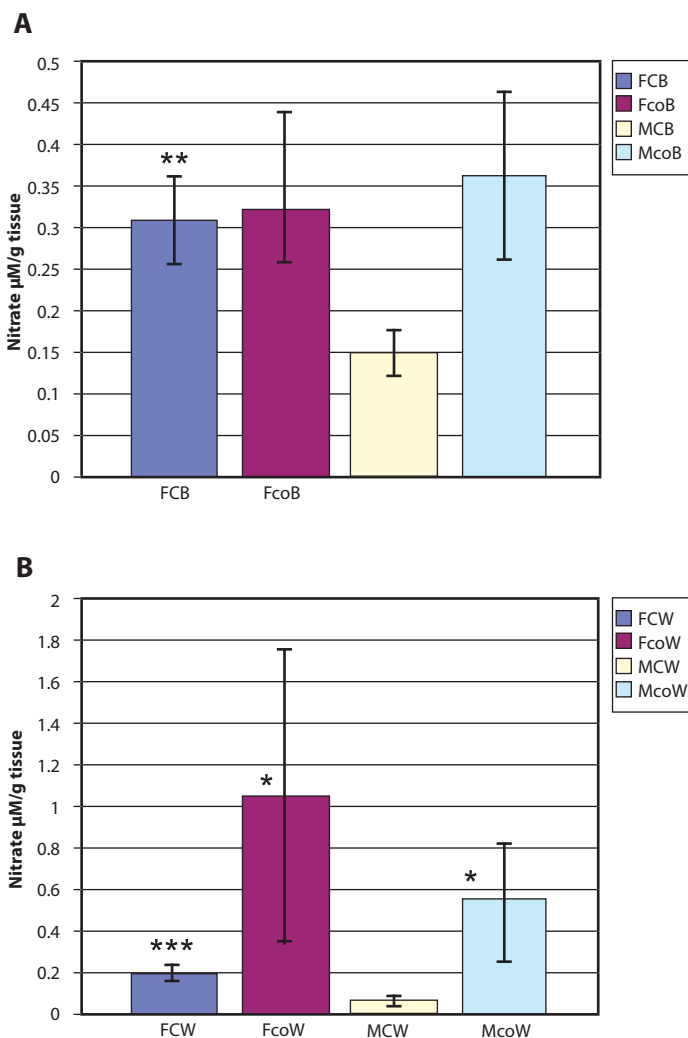 A
0.5
0.45
0.4
0.35
0.3
0.25
0.2
0.15
0.1
0.05
0
Nitrate µM/g tissue
**
FCB
FcoB
FCB
FcoB
MCB
McoB
B
2
1.8
1.6
1.4
1.2
1
0.8
0.6
0.4
0.2
0
Nitrate µM/g tissue
***
*
*
FCW
FcoW
MCW
McoW
FCW
FcoW
MCW
McoW